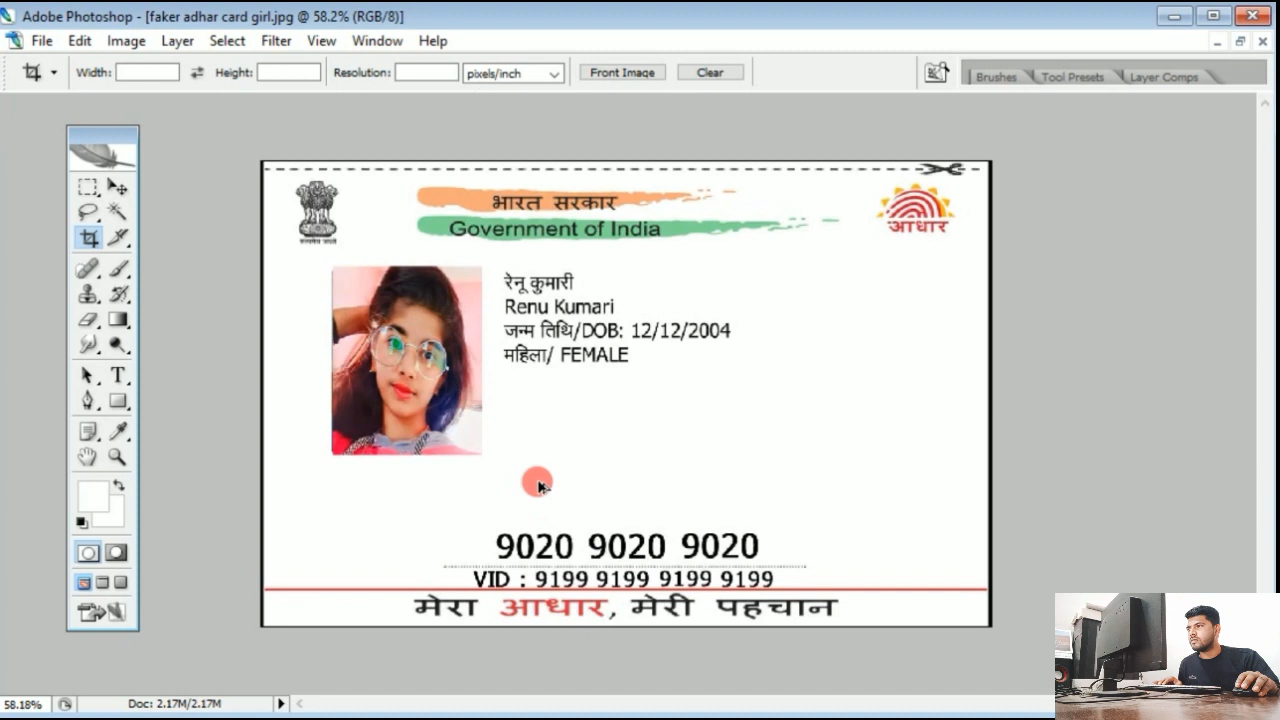 Adobe Photoshop - [faker adhar card girl.jpg @ 58.2% (RGB/8)]
File Edit Image Layer Select Filter View Window Help
Width: Height: Resolution: pixels/inch Front Image Clear Brushes Tool Presets Layer Comps
भारत सरकार
Government of India
सत्यमेव जयते
आधार
रेनू कुमारी
Renu Kumari
जन्म तिथि/DOB: 12/12/2004
महिला/ FEMALE
9020 9020 9020
VID : 9199 9199 9199 9199
मेरा आधार, मेरी पहचान
58.18% Doc: 2.17M/2.17M